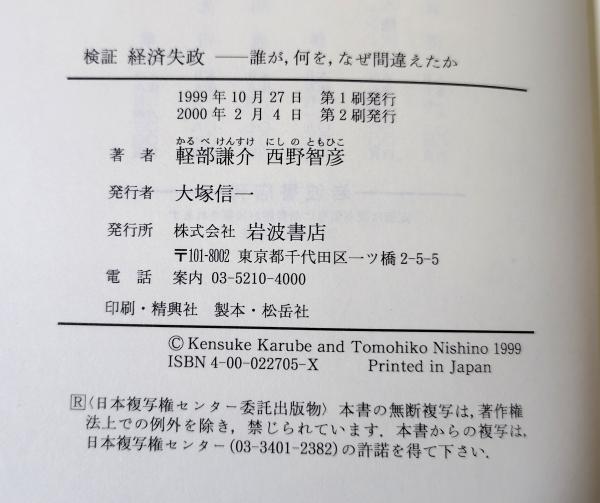 検証 経済失政 ――誰が, 何を, なぜ間違えたか
1999年10月27日 第1刷発行
2000年2月4日 第2刷発行
かるべけんすけ にしのともひこ
著者 軽部謙介 西野智彦
発行者 大塚信一
発行所 株式会社 岩波書店
〒101-8002 東京都千代田区一ツ橋2-5-5
電話 案内 03-5210-4000
印刷・精興社 製本・松岳社
© Kensuke Karube and Tomohiko Nishino 1999
ISBN 4-00-022705-X Printed in Japan
R〈日本複写権センター委託出版物〉 本書の無断複写は, 著作権
法上での例外を除き, 禁じられています. 本書からの複写は,
日本複写権センター (03-3401-2382) の許諾を得て下さい.